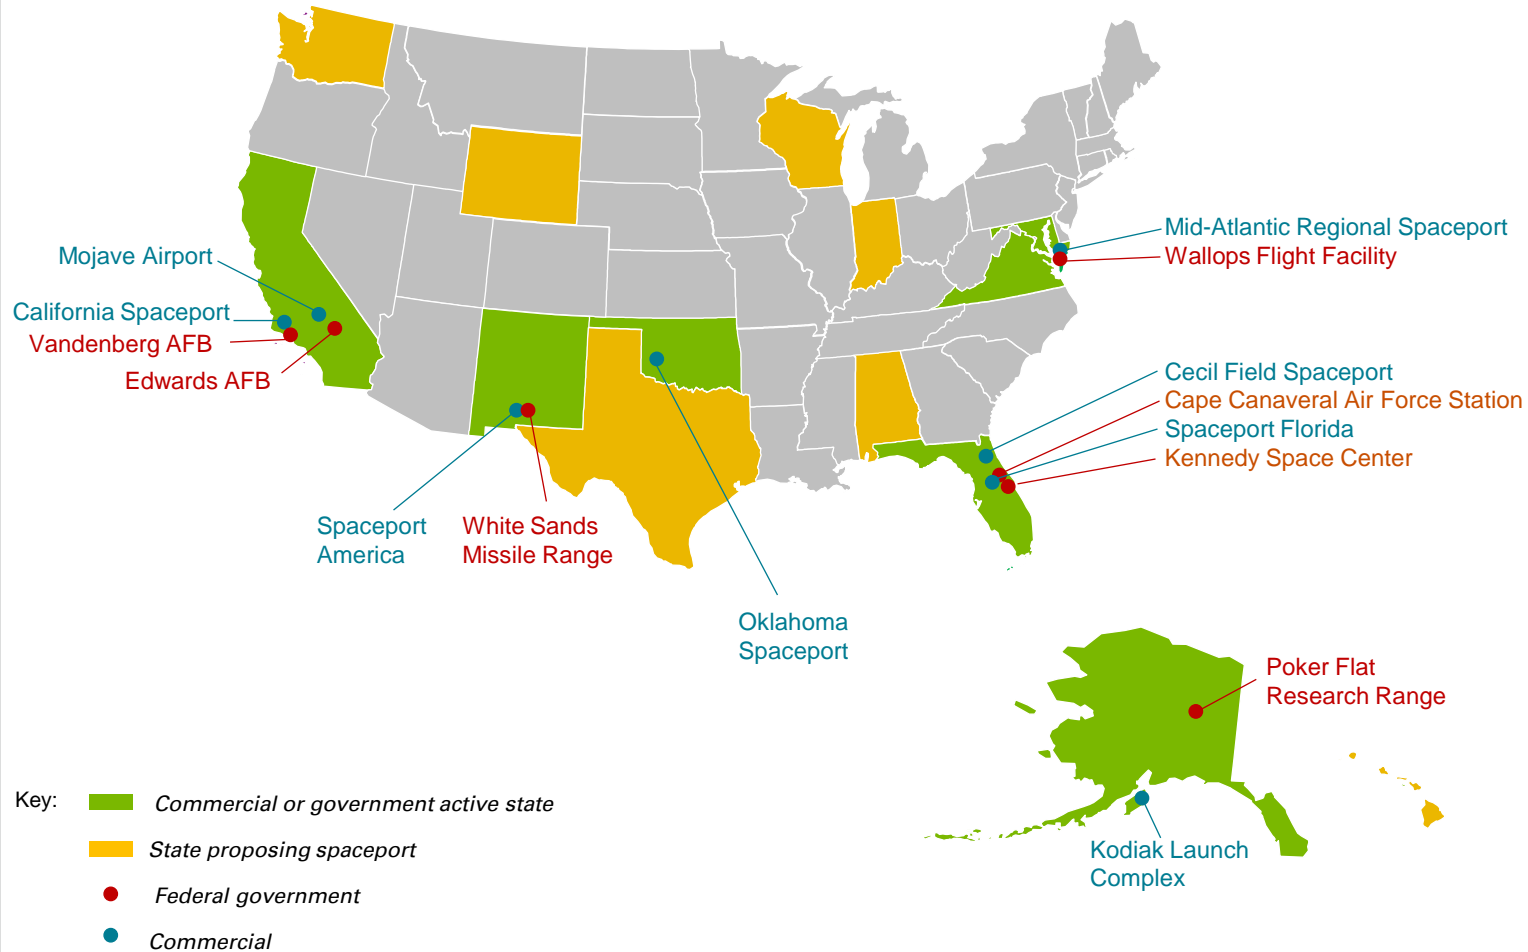 Mid-Atlantic Regional Spaceport
Wallops Flight Facility
Mojave Airport
California Spaceport
Vandenberg AFB
Edwards AFB
Cecil Field Spaceport
Cape Canaveral Air Force Station
Spaceport Florida
Kennedy Space Center
Spaceport
America
White Sands
Missile Range
Oklahoma
Spaceport
Poker Flat
Research Range
Kodiak Launch
Complex
Key:
Commercial or government active state
State proposing spaceport
Federal government
Commercial